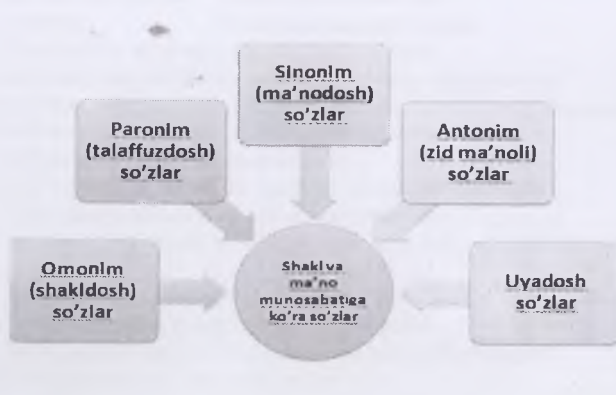 Sinonim
(ma'nodosh)
so'zlar
Paronim
(talaffuzdosh)
so'zlar
Antonim
(zid ma'noli)
so'zlar
Omonim
(shakldosh)
so'zlar
Shakl va
ma'no
munosabatiga
ko'ra so'zlar
Uyadosh
so'zlar